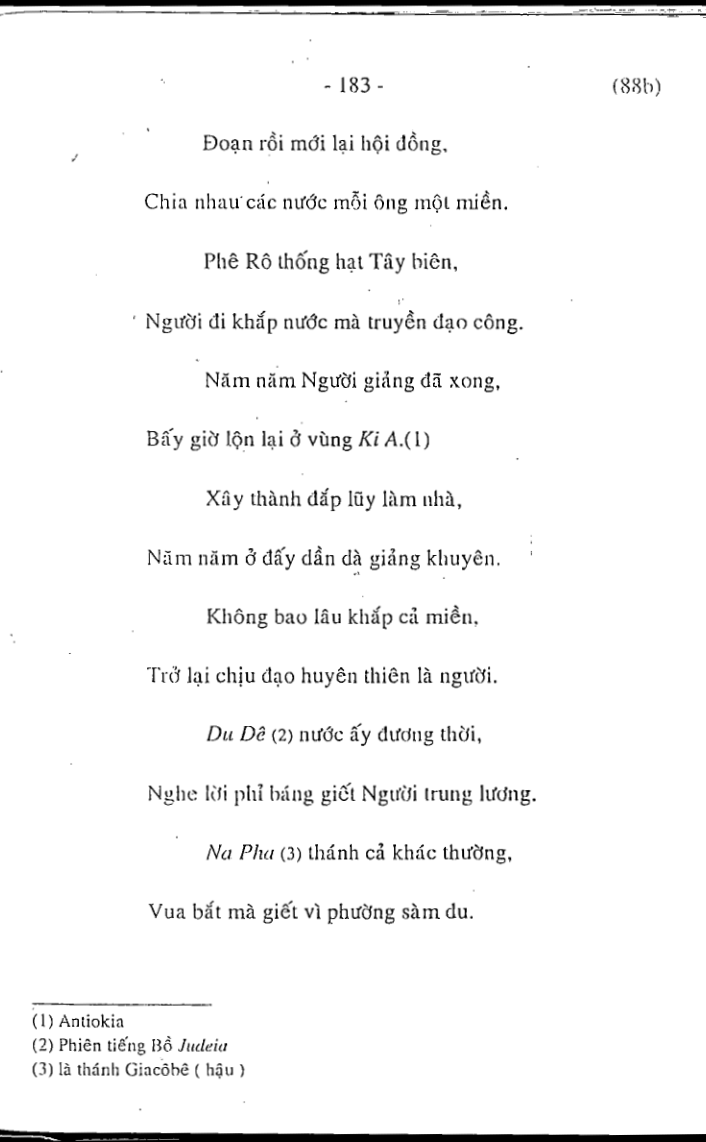 - 183 - (88b)
Đoạn rồi mới lại hội đồng,
Chia nhau các nước mỗi ông một miền.
Phê Rô thống hạt Tây biên,
Người đi khắp nước mà truyền đạo công.
Năm năm Người giảng đã xong,
Bấy giờ lộn lại ở vùng Ki A.(1)
Xây thành đắp lũy làm nhà,
Năm năm ở đấy dần dà giảng khuyên.
Không bao lâu khắp cả miền,
Trở lại chịu đạo huyên thiên là người.
Du Dê (2) nước ấy đương thời,
Nghe lời phỉ báng giết Người trung lương.
Na Pha (3) thánh cả khác thường,
Vua bắt mà giết vì phường sàm du.
(1) Antiokia
(2) Phiên tiếng Bồ Judeia
(3) là thánh Giacôbê ( hậu )